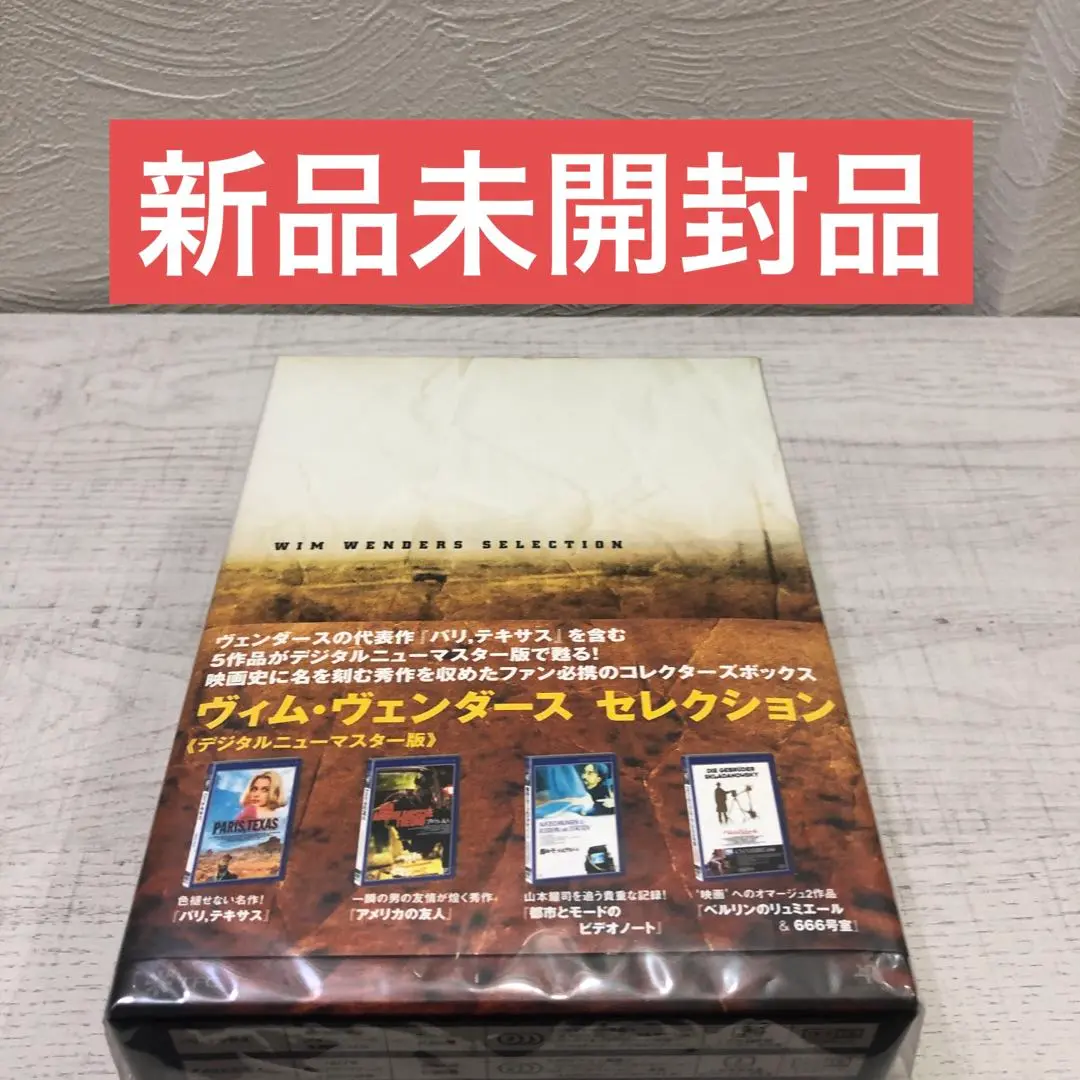 新品未開封品
WIM WENDERS SELECTION
ヴェンダースの代表作『パリ,テキサス』を含む
5作品がデジタルニューマスター版で甦る!
映画史に名を刻む秀作を収めたファン必携のコレクターズボックス
ヴィム・ヴェンダース セレクション
《デジタルニューマスター版》
PARIS, TEXAS
DIE GEBRÜDER
SKLADANOWSKY
色褪せない名作!
『パリ,テキサス』
一瞬の男の友情が煌く秀作。
『アメリカの友人』
山本耀司を追う貴重な記録!
『都市とモードの
ビデオノート』
"映画"へのオマージュ2作品
『ベルリンのリュミエール
& 666号室』